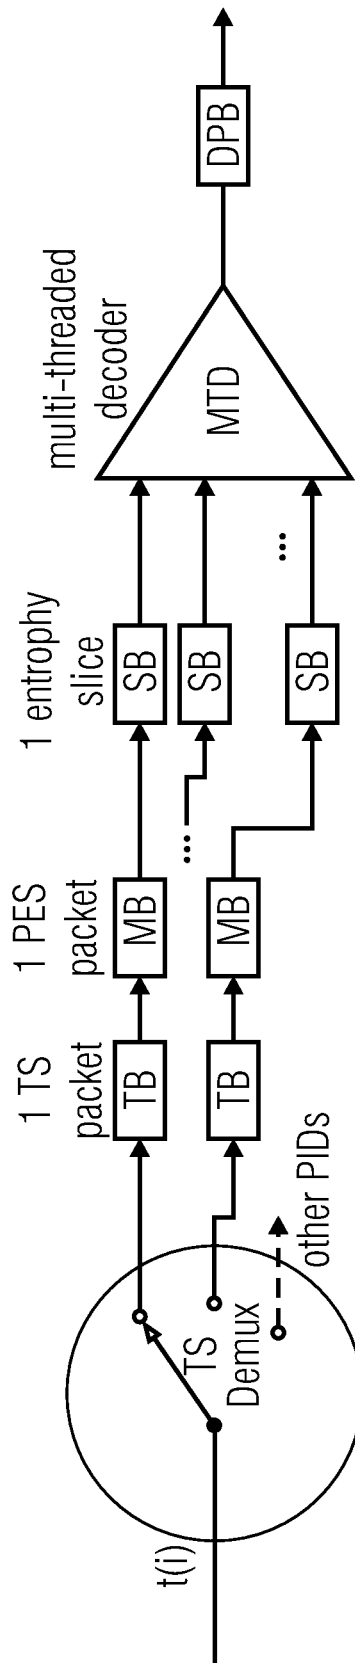 t(i)
TS
Demux
other PIDs
1 TS
packet
TB
TB
1 PES
packet
MB
MB
...
1 entrophy
slice
SB
SB
SB
...
multi-threaded
decoder
MTD
DPB